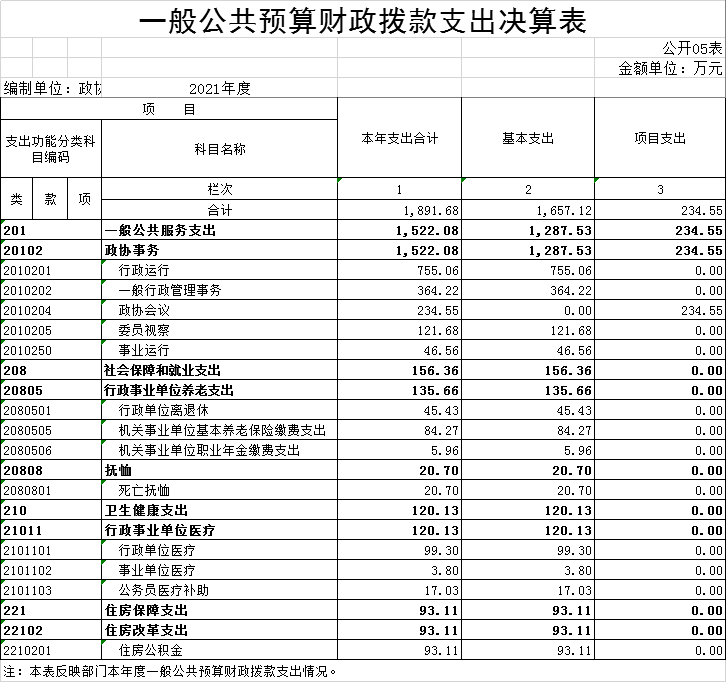 一般公共预算财政拨款支出决算表
公开05表
金额单位：万元
编制单位：政协 2021年度
项 目 本年支出合计 基本支出 项目支出
支出功能分类科目编码 科目名称
类 款 项 栏次 1 2 3
合计 1,891.68 1,657.12 234.55
201 一般公共服务支出 1,522.08 1,287.53 234.55
20102 政协事务 1,522.08 1,287.53 234.55
2010201 行政运行 755.06 755.06 0.00
2010202 一般行政管理事务 364.22 364.22 0.00
2010204 政协会议 234.55 0.00 234.55
2010205 委员视察 121.68 121.68 0.00
2010250 事业运行 46.56 46.56 0.00
208 社会保障和就业支出 156.36 156.36 0.00
20805 行政事业单位养老支出 135.66 135.66 0.00
2080501 行政单位离退休 45.43 45.43 0.00
2080505 机关事业单位基本养老保险缴费支出 84.27 84.27 0.00
2080506 机关事业单位职业年金缴费支出 5.96 5.96 0.00
20808 抚恤 20.70 20.70 0.00
2080801 死亡抚恤 20.70 20.70 0.00
210 卫生健康支出 120.13 120.13 0.00
21011 行政事业单位医疗 120.13 120.13 0.00
2101101 行政单位医疗 99.30 99.30 0.00
2101102 事业单位医疗 3.80 3.80 0.00
2101103 公务员医疗补助 17.03 17.03 0.00
221 住房保障支出 93.11 93.11 0.00
22102 住房改革支出 93.11 93.11 0.00
2210201 住房公积金 93.11 93.11 0.00
注：本表反映部门本年度一般公共预算财政拨款支出情况。